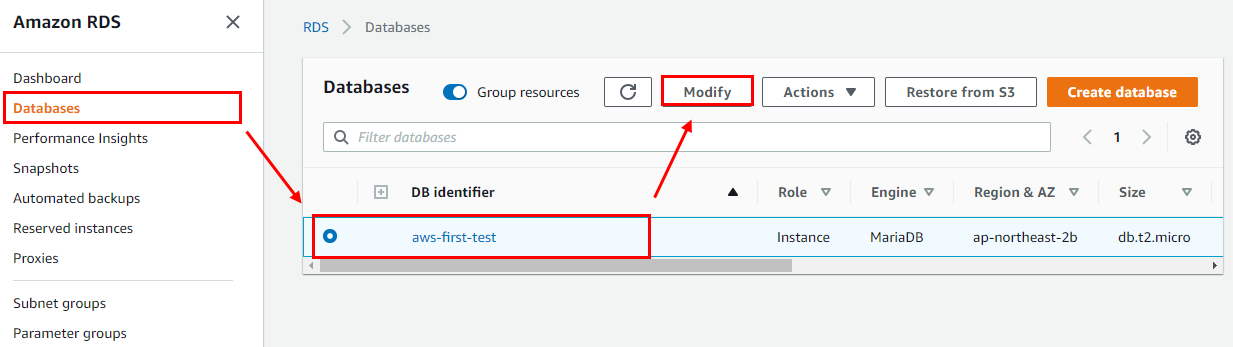 Amazon RDS
RDS > Databases
Dashboard
Databases
Performance Insights
Snapshots
Automated backups
Reserved instances
Proxies
Subnet groups
Parameter groups
Databases Group resources Modify Actions Restore from S3 Create database
Filter databases 1
DB identifier Role Engine Region & AZ Size
aws-first-test Instance MariaDB ap-northeast-2b db.t2.micro